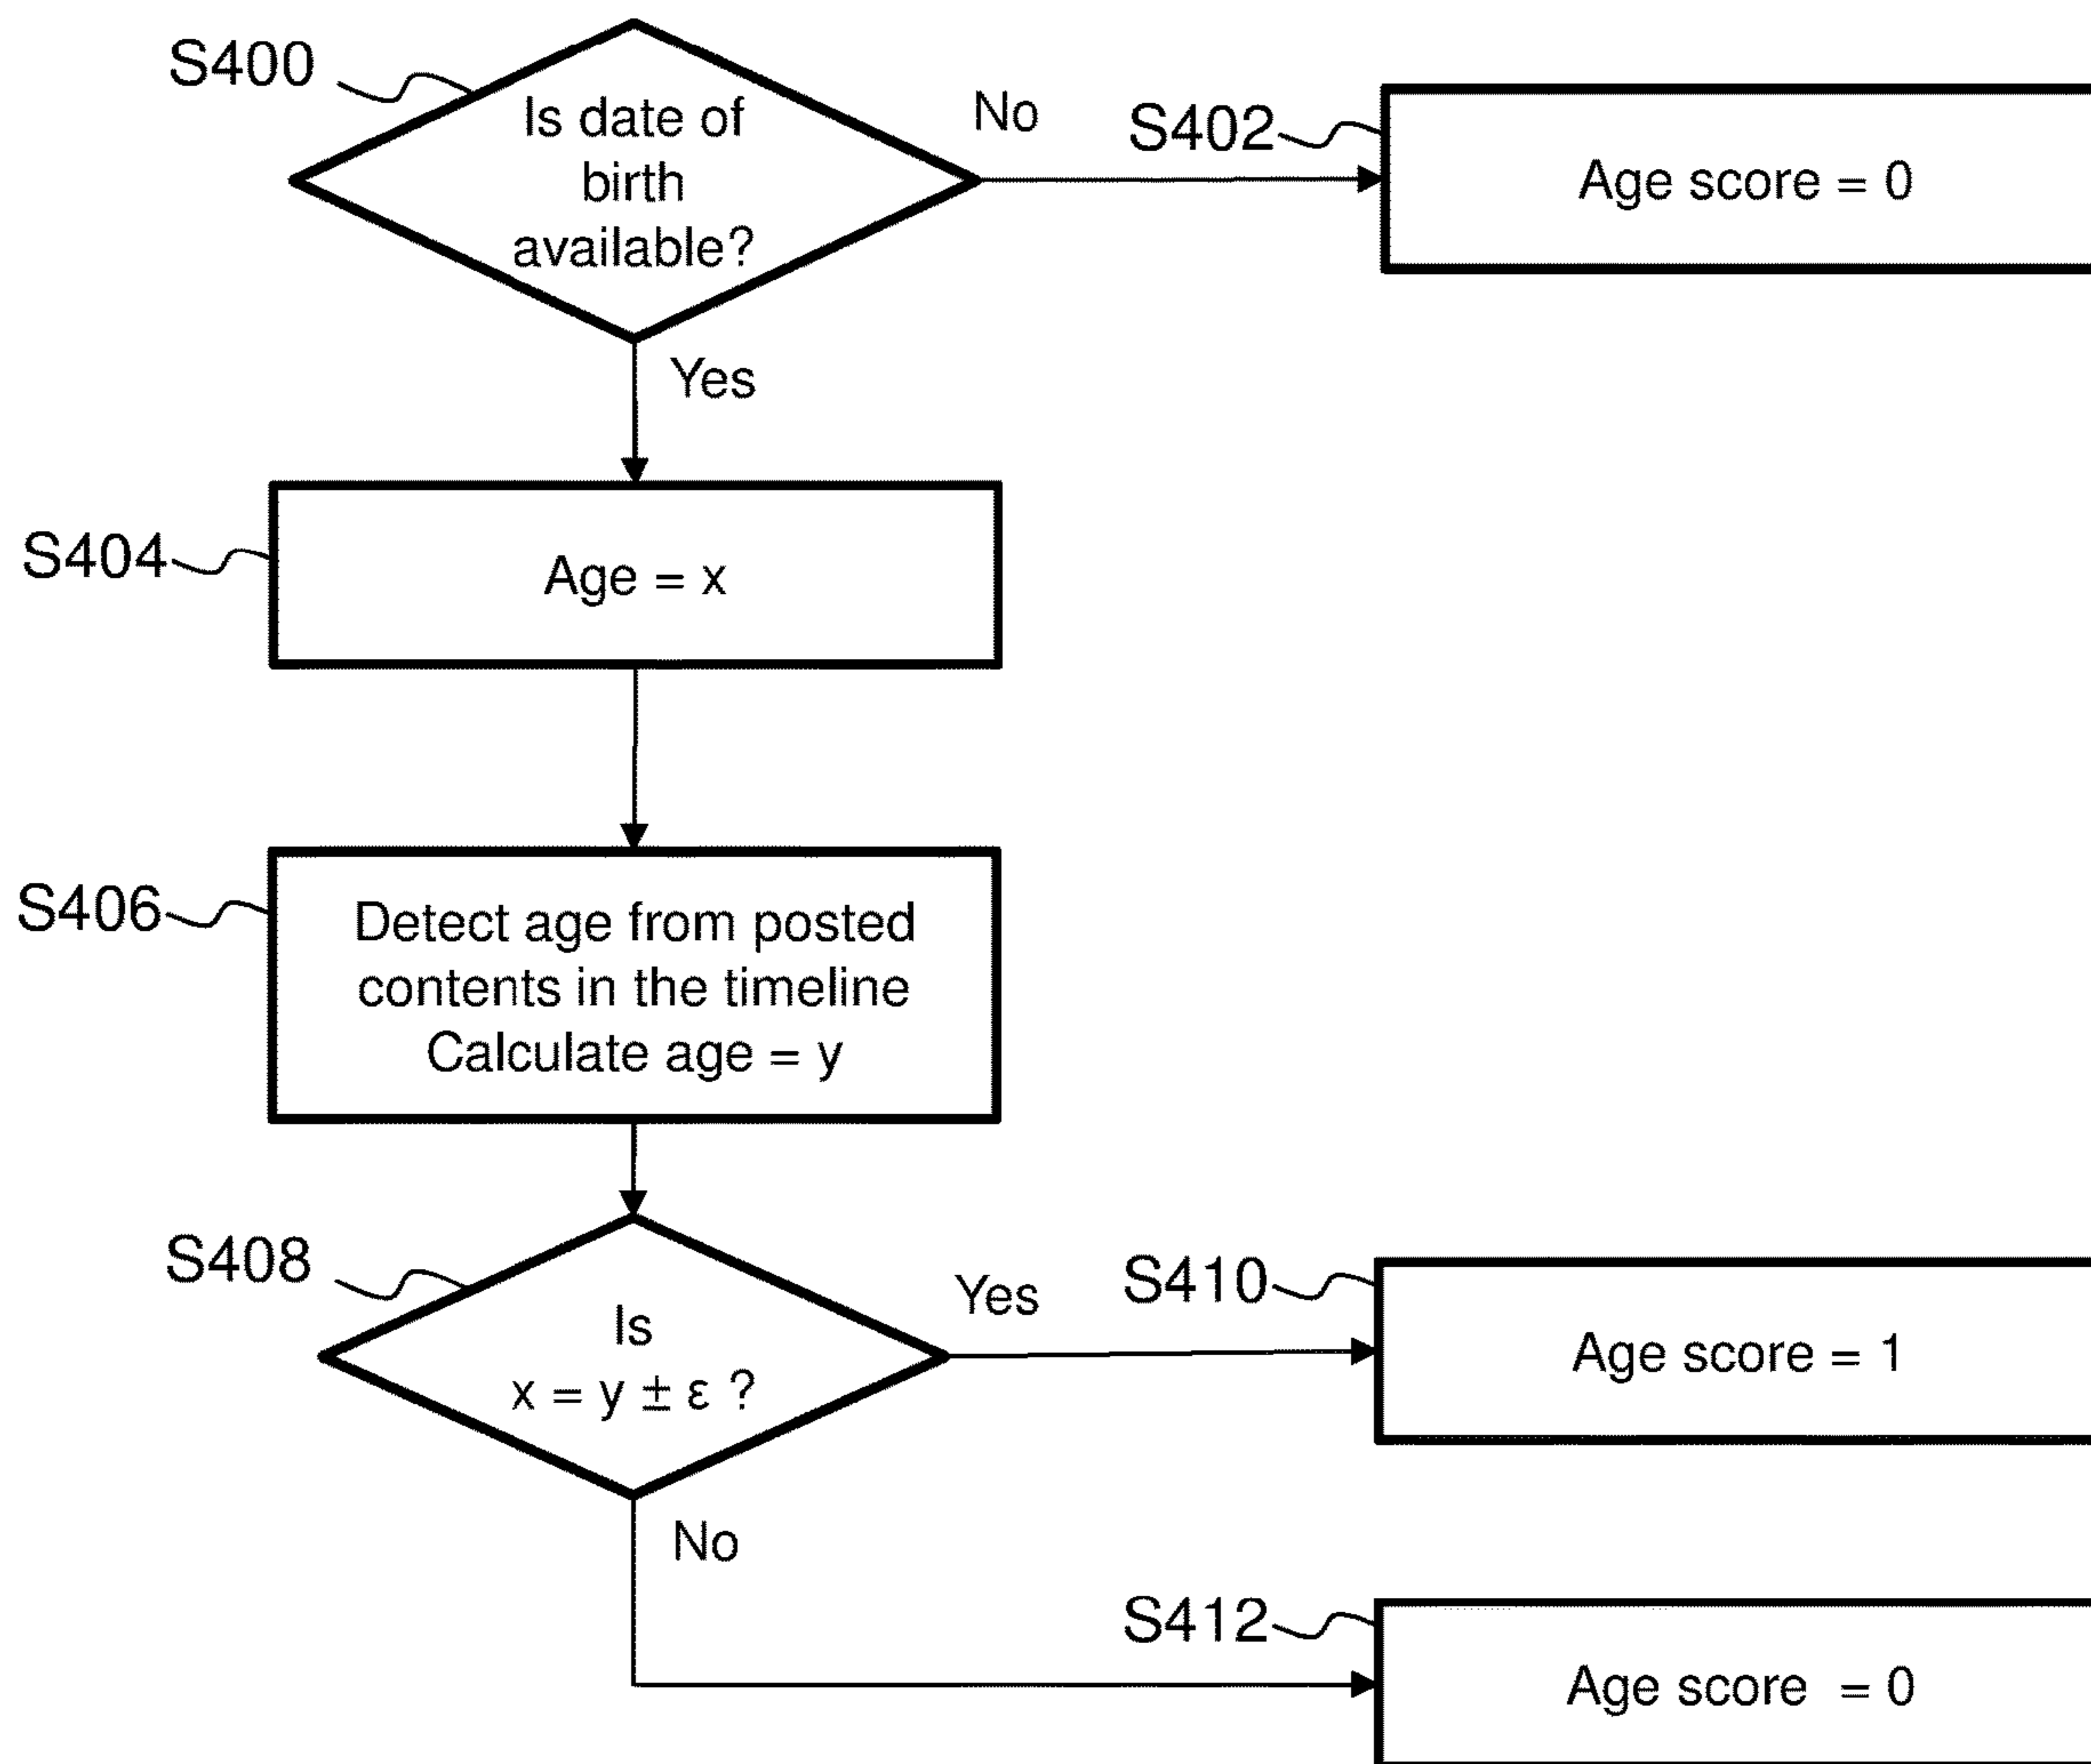 S400
Is date of
birth
available?
No
S402
Age score = 0
Yes
S404
Age = x
S406
Detect age from posted
contents in the timeline
Calculate age = y
S408
Is
x = y ± ε ?
Yes
S410
Age score = 1
No
S412
Age score = 0